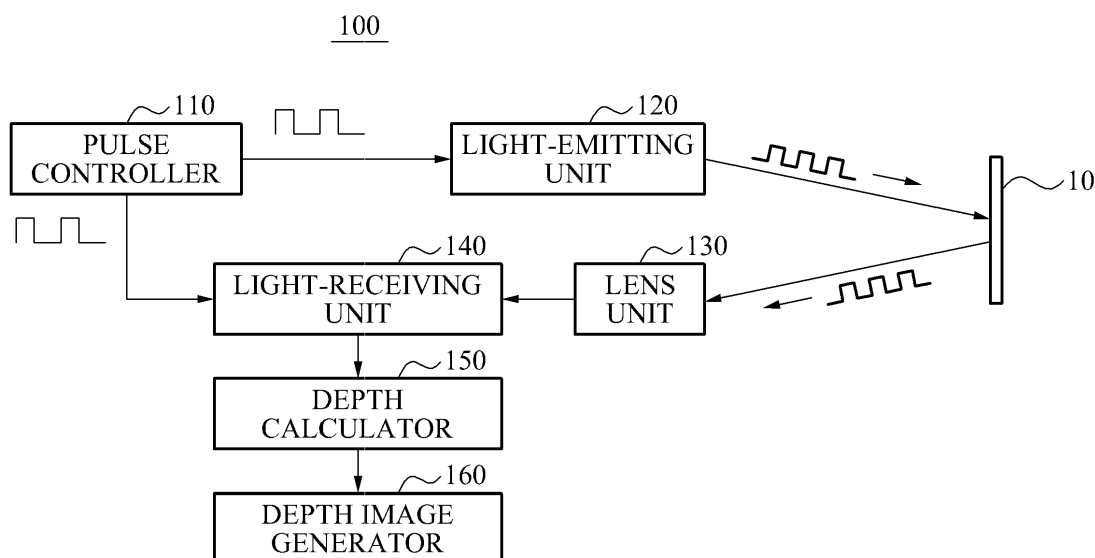 100
110
PULSE
CONTROLLER
120
LIGHT-EMITTING
UNIT
10
140
LIGHT-RECEIVING
UNIT
130
LENS
UNIT
150
DEPTH
CALCULATOR
160
DEPTH IMAGE
GENERATOR